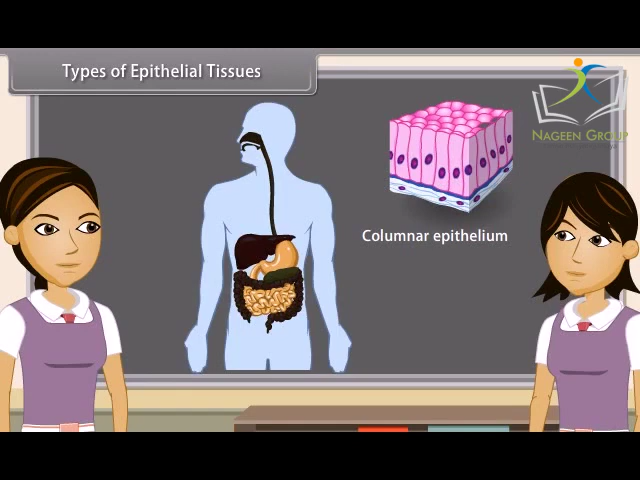 Types of Epithelial Tissues
NAGEEN GROUP
Columnar epithelium